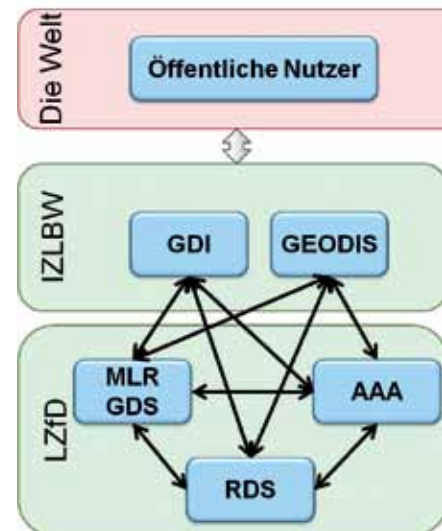 Die Welt
Öffentliche Nutzer
IZLBW
GDI
GEODIS
LZfD
MLR
GDS
AAA
RDS